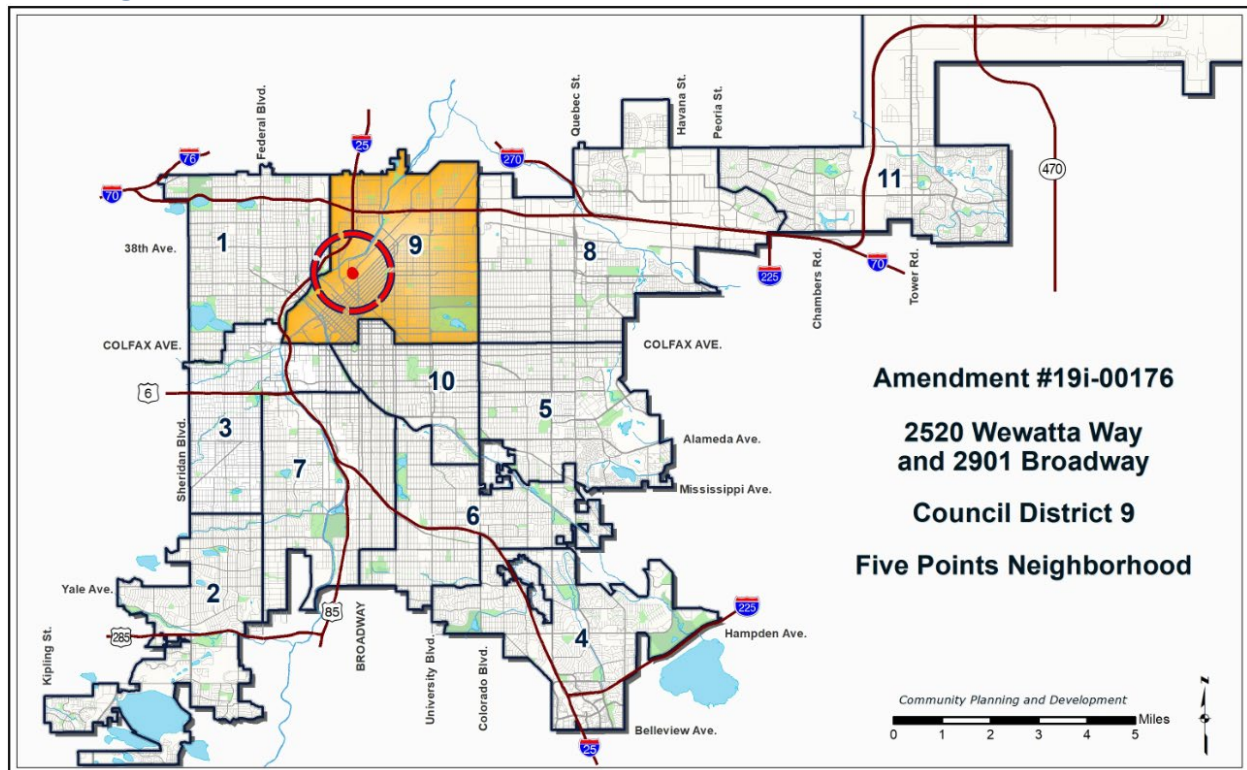 Federal Blvd.
25
Quebec St.
Havana St.
Peoria St.
76
270
70
470
11
1
9
8
38th Ave.
225
70
Chambers Rd.
Tower Rd.
COLFAX AVE.
COLFAX AVE.
10
6
5
3
Sheridan Blvd.
7
Alameda Ave.
Mississippi Ave.
6
Amendment #19i-00176
2520 Wewatta Way
and 2901 Broadway
Council District 9
Five Points Neighborhood
Yale Ave.
2
85
225
285
Hampden Ave.
4
Kipling St.
BROADWAY
University Blvd.
Colorado Blvd.
Belleview Ave.
25
Community Planning and Development
Miles
0 1 2 3 4 5
N